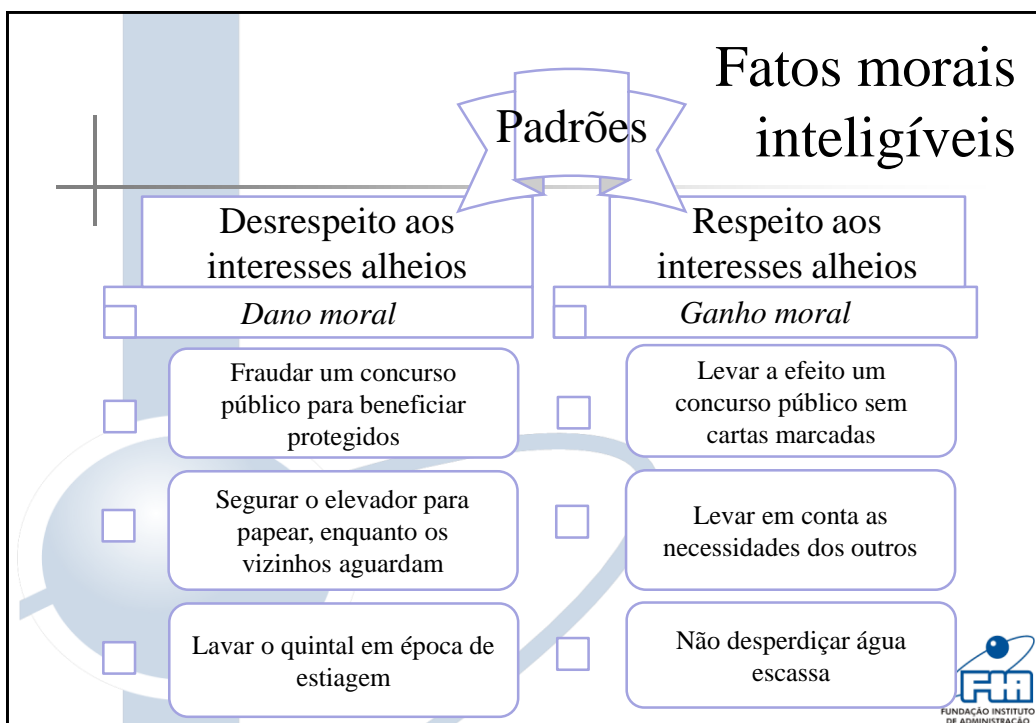 Fatos morais
inteligíveis
Padrões
Desrespeito aos
interesses alheios
Dano moral
Fraudar um concurso
público para beneficiar
protegidos
Segurar o elevador para
papear, enquanto os
vizinhos aguardam
Lavar o quintal em época de
estiagem
Respeito aos
interesses alheios
Ganho moral
Levar a efeito um
concurso público sem
cartas marcadas
Levar em conta as
necessidades dos outros
Não desperdiçar água
escassa
FIA
FUNDAÇÃO INSTITUTO
DE ADMINISTRAÇÃO